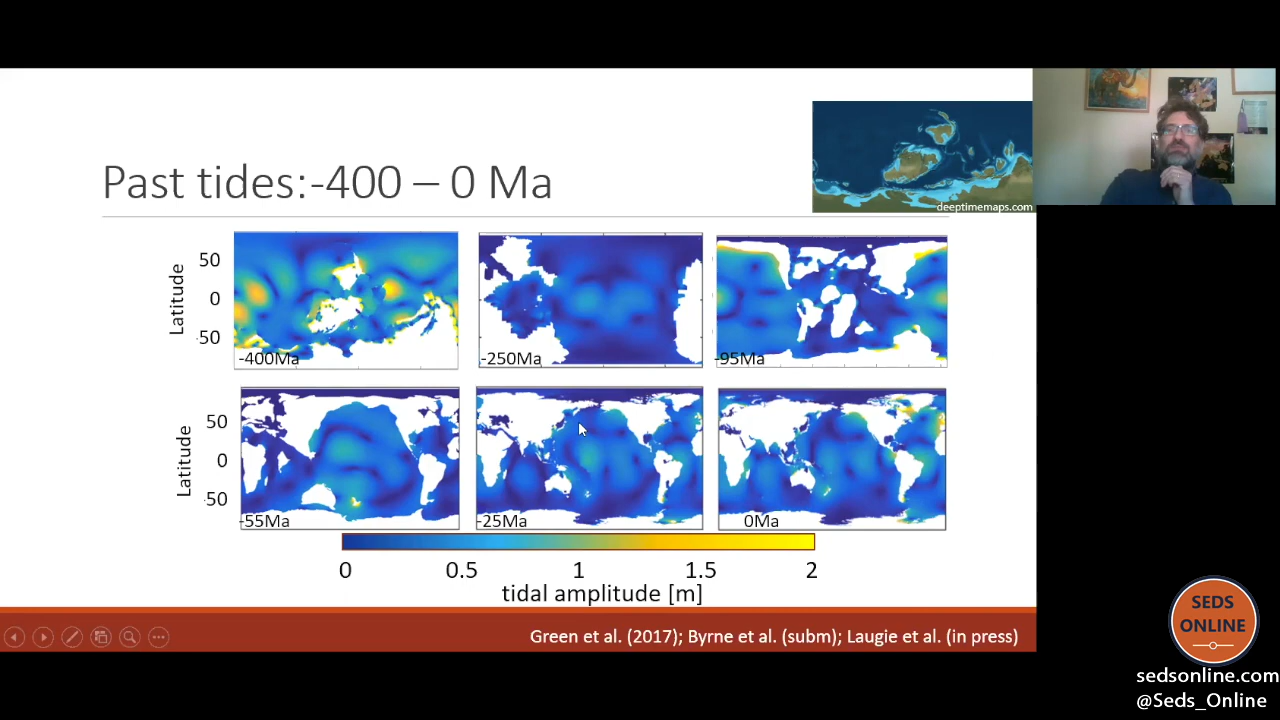 deeptimemaps.com
Past tides:-400 – 0 Ma
Latitude
50
0
-50
-400Ma
-250Ma
-95Ma
Latitude
50
0
-50
-55Ma
-25Ma
0Ma
0 0.5 1 1.5 2
tidal amplitude [m]
Green et al. (2017); Byrne et al. (subm); Laugie et al. (in press)
SEDS
ONLINE
sedsonline.com
@Seds_Online